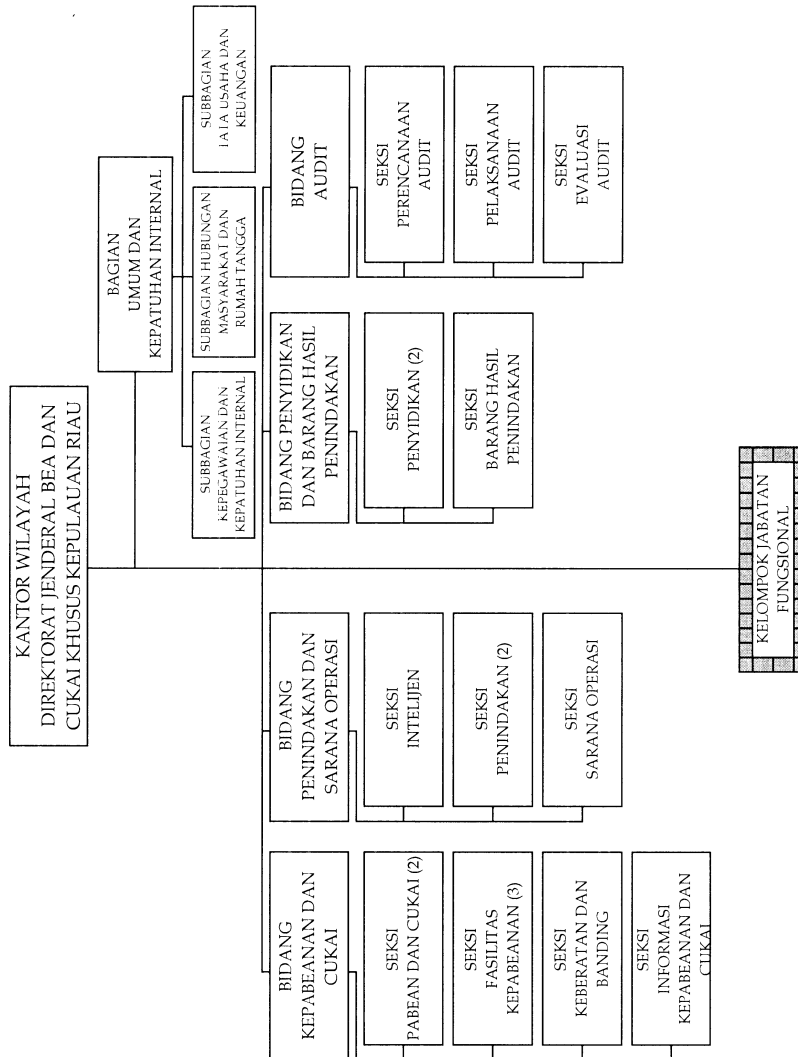 KANTOR WILAYAH
DIREKTORAT JENDERAL BEA DAN
CUKAI KHUSUS KEPULAUAN RIAU
BAGIAN
UMUM DAN
KEPATUHAN INTERNAL
SUBBAGIAN
KEPEGAWAIAN DAN
KEPATUHAN INTERNAL
SUBBAGIAN HUBUNGAN
MASYARAKAT DAN
RUMAH TANGGA
SUBBAGIAN
TATA USAHA DAN
KEUANGAN
BIDANG
KEPABEANAN DAN
CUKAI
SEKSI
PABEAN DAN CUKAI (2)
SEKSI
FASILITAS
KEPABEANAN (3)
SEKSI
KEBERATAN DAN
BANDING
SEKSI
INFORMASI
KEPABEANAN DAN
CUKAI
BIDANG
PENINDAKAN DAN
SARANA OPERASI
SEKSI
INTELIJEN
SEKSI
PENINDAKAN (2)
SEKSI
SARANA OPERASI
BIDANG PENYIDIKAN
DAN BARANG HASIL
PENINDAKAN
SEKSI
PENYIDIKAN (2)
SEKSI
BARANG HASIL
PENINDAKAN
BIDANG
AUDIT
SEKSI
PERENCANAAN
AUDIT
SEKSI
PELAKSANAAN
AUDIT
SEKSI
EVALUASI
AUDIT
KELOMPOK JABATAN
FUNGSIONAL